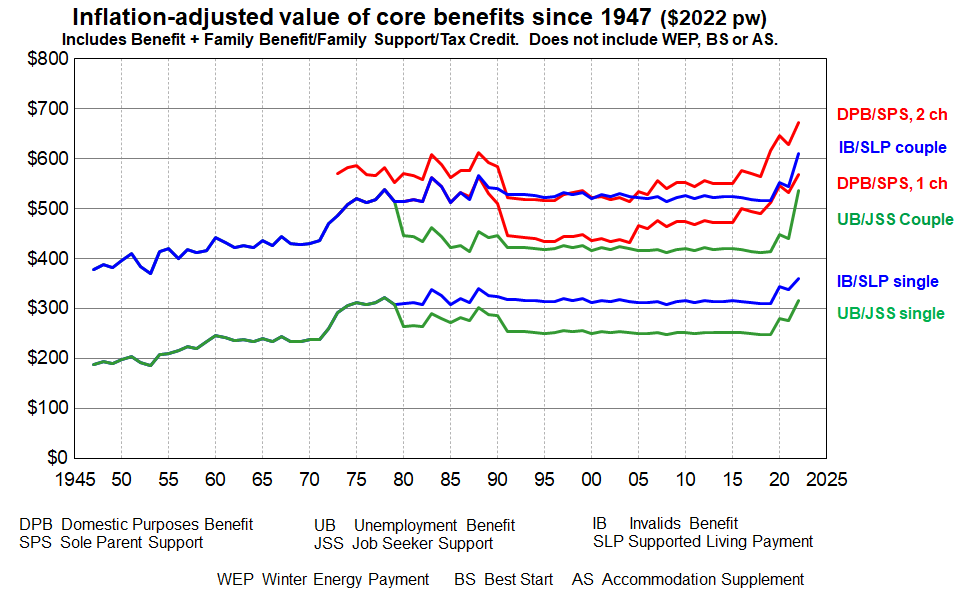 Inflation-adjusted value of core benefits since 1947 ($2022 pw)
Includes Benefit + Family Benefit/Family Support/Tax Credit. Does not include WEP, BS or AS.
$800
$700
$600
$500
$400
$300
$200
$100
$0
DPB/SPS, 2 ch
IB/SLP couple
DPB/SPS, 1 ch
UB/JSS Couple
IB/SLP single
UB/JSS single
1945 50 55 60 65 70 75 80 85 90 95 00 05 10 15 20 2025
DPB Domestic Purposes Benefit
SPS Sole Parent Support
UB Unemployment Benefit
JSS Job Seeker Support
IB Invalids Benefit
SLP Supported Living Payment
WEP Winter Energy Payment BS Best Start AS Accommodation Supplement